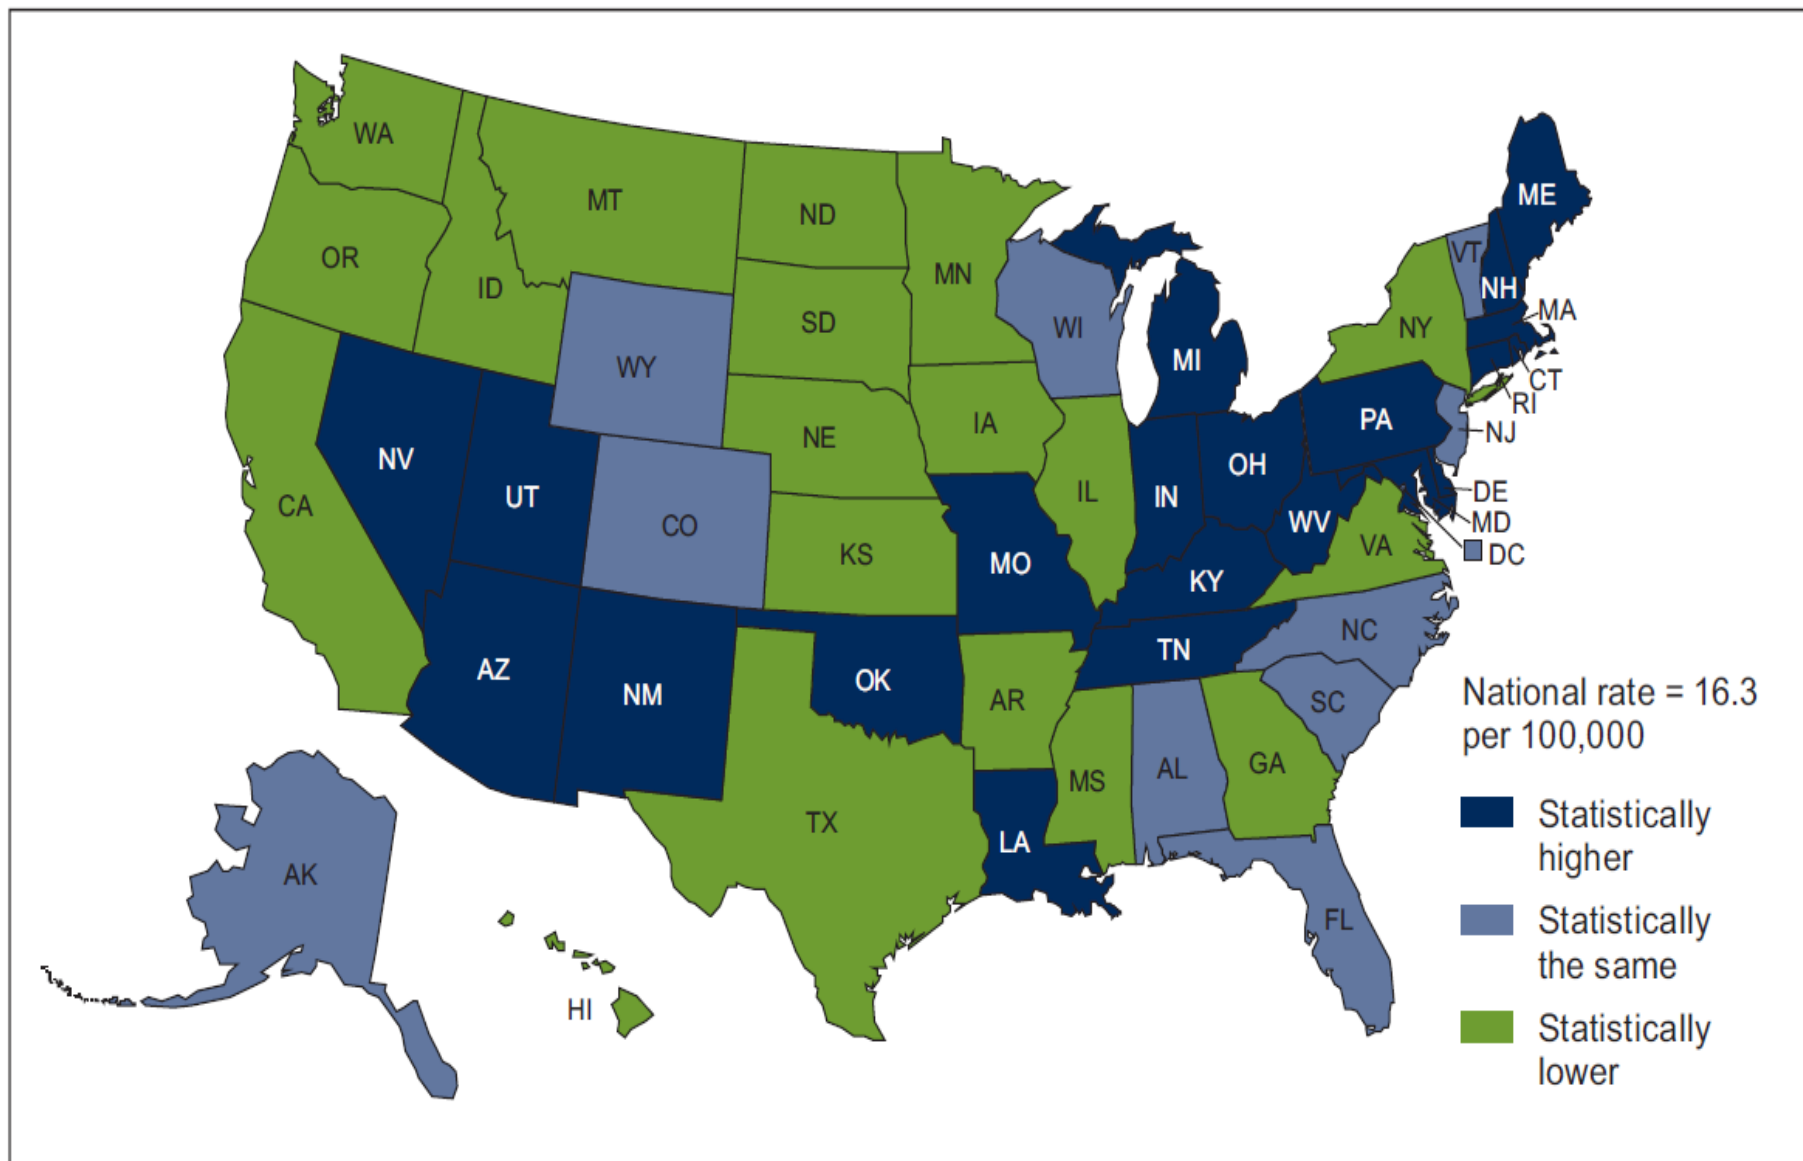 WA
MT
ND
MN
ME
OR
ID
SD
WI
VT
NH
MA
NY
WY
MI
CT
RI
NE
IA
PA
NJ
NV
UT
CO
IL
IN
OH
DE
MD
DC
CA
KS
MO
WV
VA
KY
AZ
NM
OK
AR
TN
NC
SC
TX
MS
AL
GA
LA
FL
AK
HI
National rate = 16.3
per 100,000
Statistically
higher
Statistically
the same
Statistically
lower